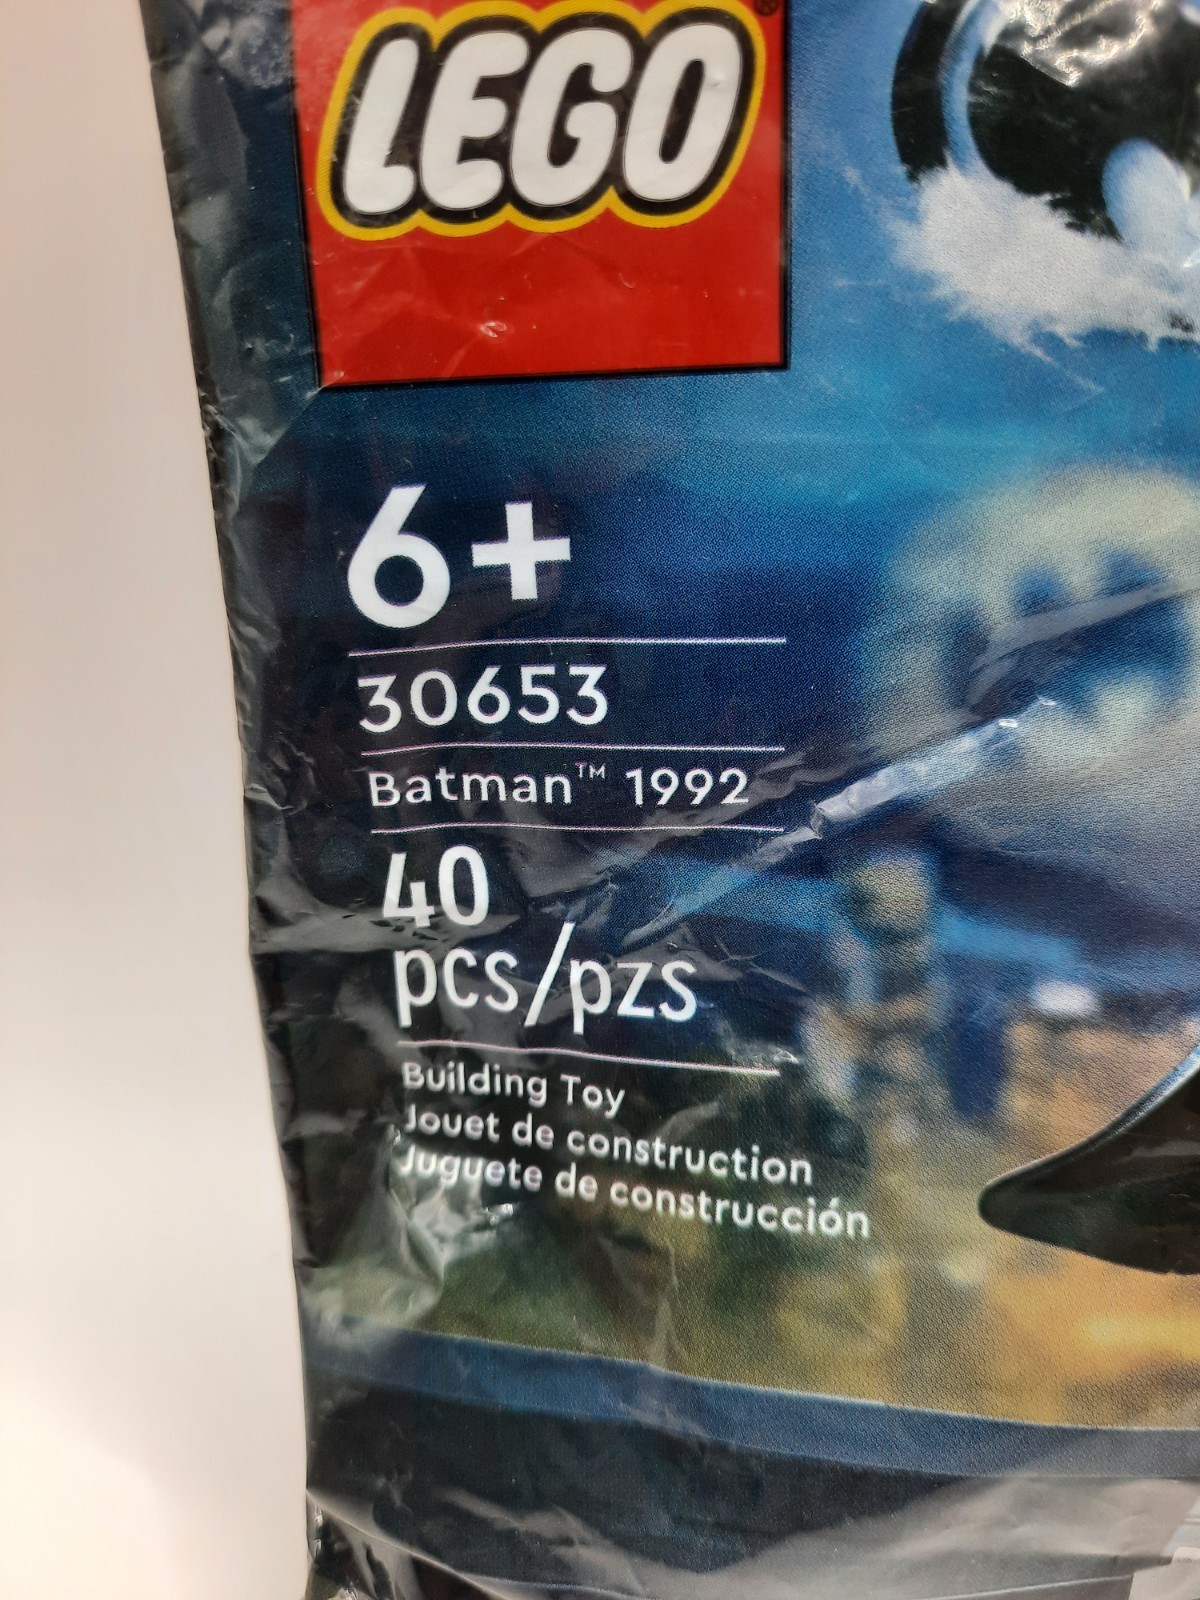 LEGO®
6+
30653
Batman™ 1992
40
pcs/pzs
Building Toy
Jouet de construction
Juguete de construcción